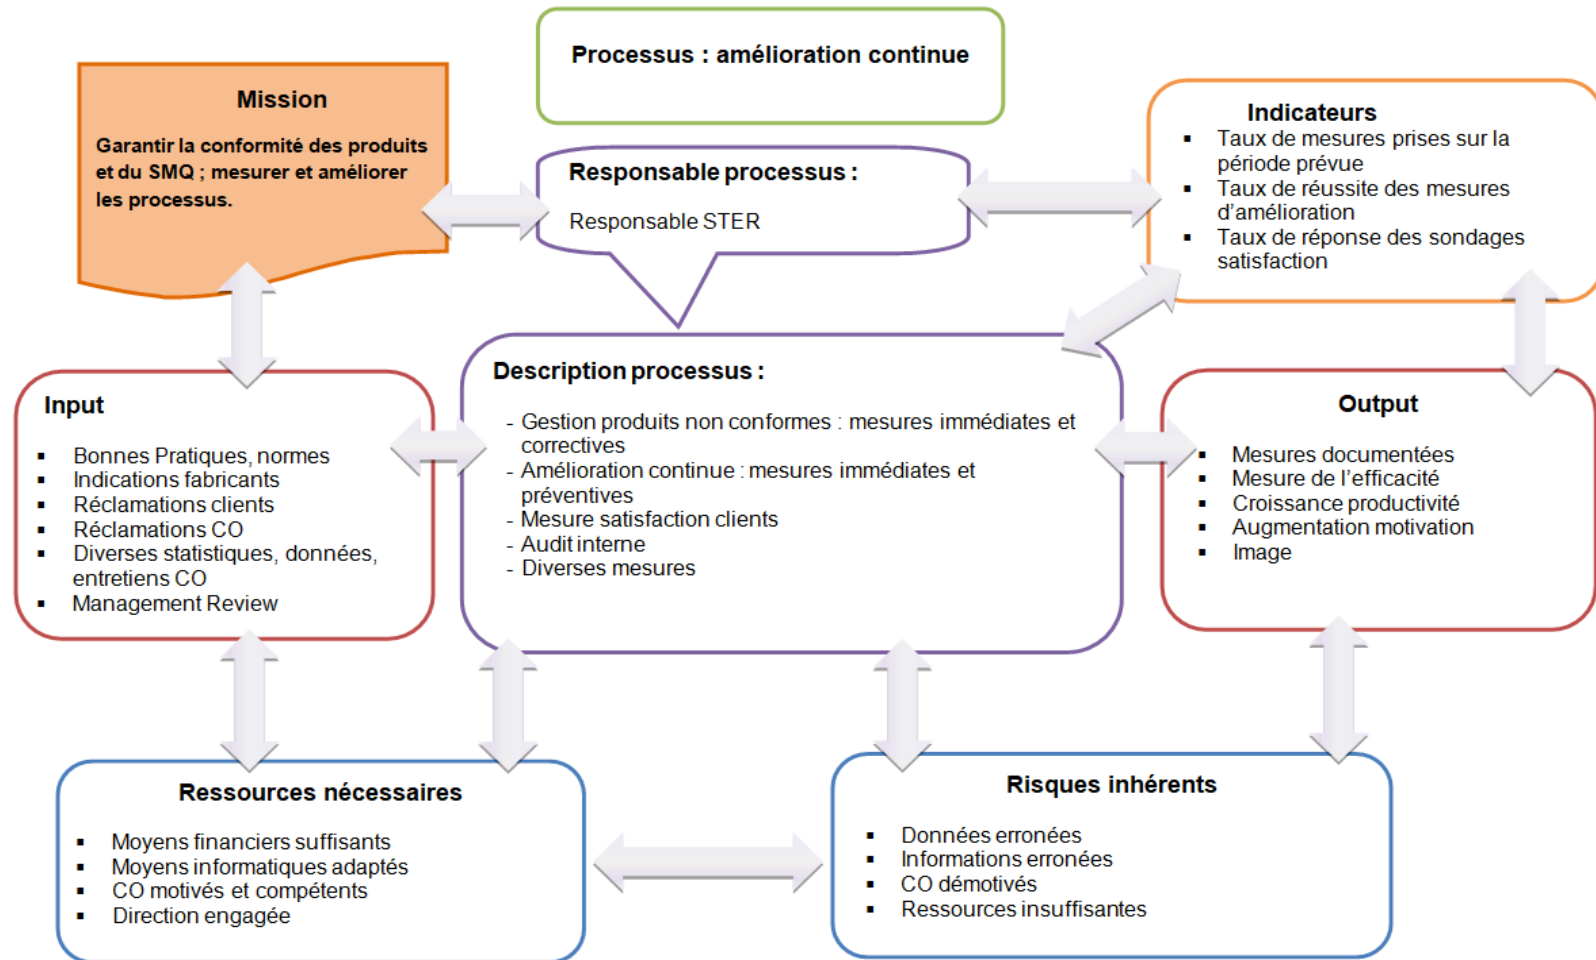 Processus : amélioration continue
Mission
Garantir la conformité des produits
et du SMQ ; mesurer et améliorer
les processus.
Responsable processus :
Responsable STER
Indicateurs
▪ Taux de mesures prises sur la
période prévue
▪ Taux de réussite des mesures
d’amélioration
▪ Taux de réponse des sondages
satisfaction
Input
▪ Bonnes Pratiques, normes
▪ Indications fabricants
▪ Réclamations clients
▪ Réclamations CO
▪ Diverses statistiques, données,
entretiens CO
▪ Management Review
Description processus :
- Gestion produits non conformes : mesures immédiates et
correctives
- Amélioration continue : mesures immédiates et
préventives
- Mesure satisfaction clients
- Audit interne
- Diverses mesures
Output
▪ Mesures documentées
▪ Mesure de l’efficacité
▪ Croissance productivité
▪ Augmentation motivation
▪ Image
Ressources nécessaires
▪ Moyens financiers suffisants
▪ Moyens informatiques adaptés
▪ CO motivés et compétents
▪ Direction engagée
Risques inhérents
▪ Données erronées
▪ Informations erronées
▪ CO démotivés
▪ Ressources insuffisantes